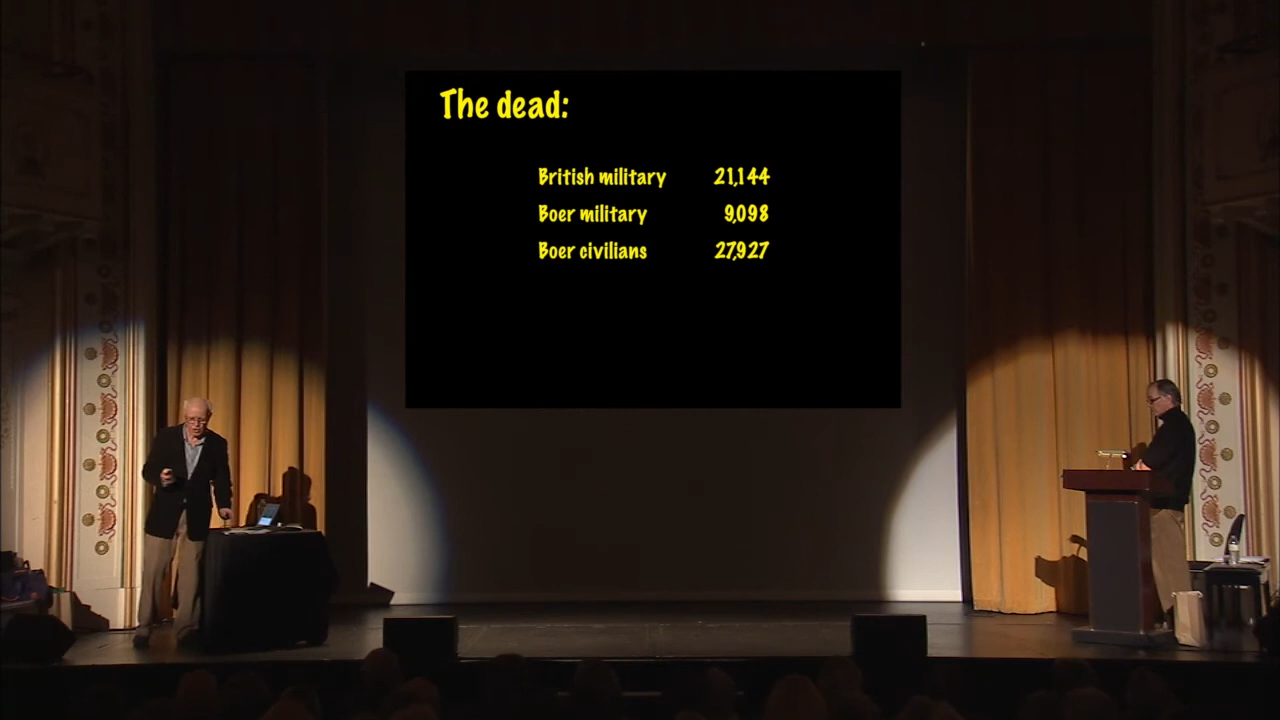 The dead:
British military 21,144
Boer military 9,098
Boer civilians 27,927